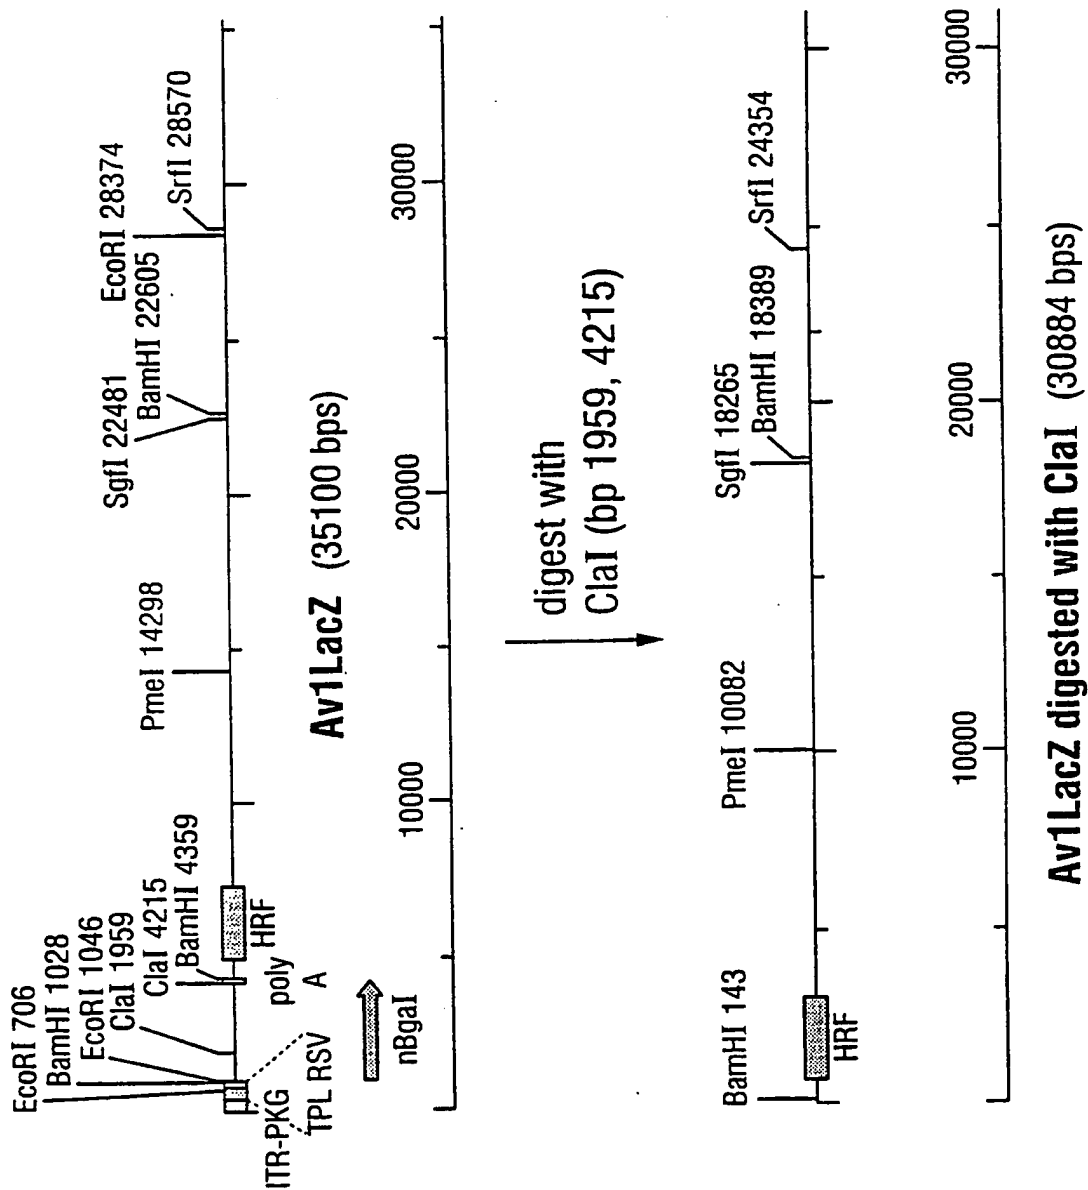 EcoRI 706
BamHI 1028
EcoRI 1046
ClaI 1959
ClaI 4215
BamHI 4359
PmeI 14298
SgfI 22481
BamHI 22605
EcoRI 28374
SrfI 28570
ITR-PKG
TPL RSV
poly
A
HRF
nBgaI
Av1LacZ (35100 bps)
10000
20000
30000
digest with
ClaI (bp 1959, 4215)
BamHI 143
HRF
PmeI 10082
SgfI 18265
BamHI 18389
SrfI 24354
10000
20000
30000
Av1LacZ digested with ClaI (30884 bps)